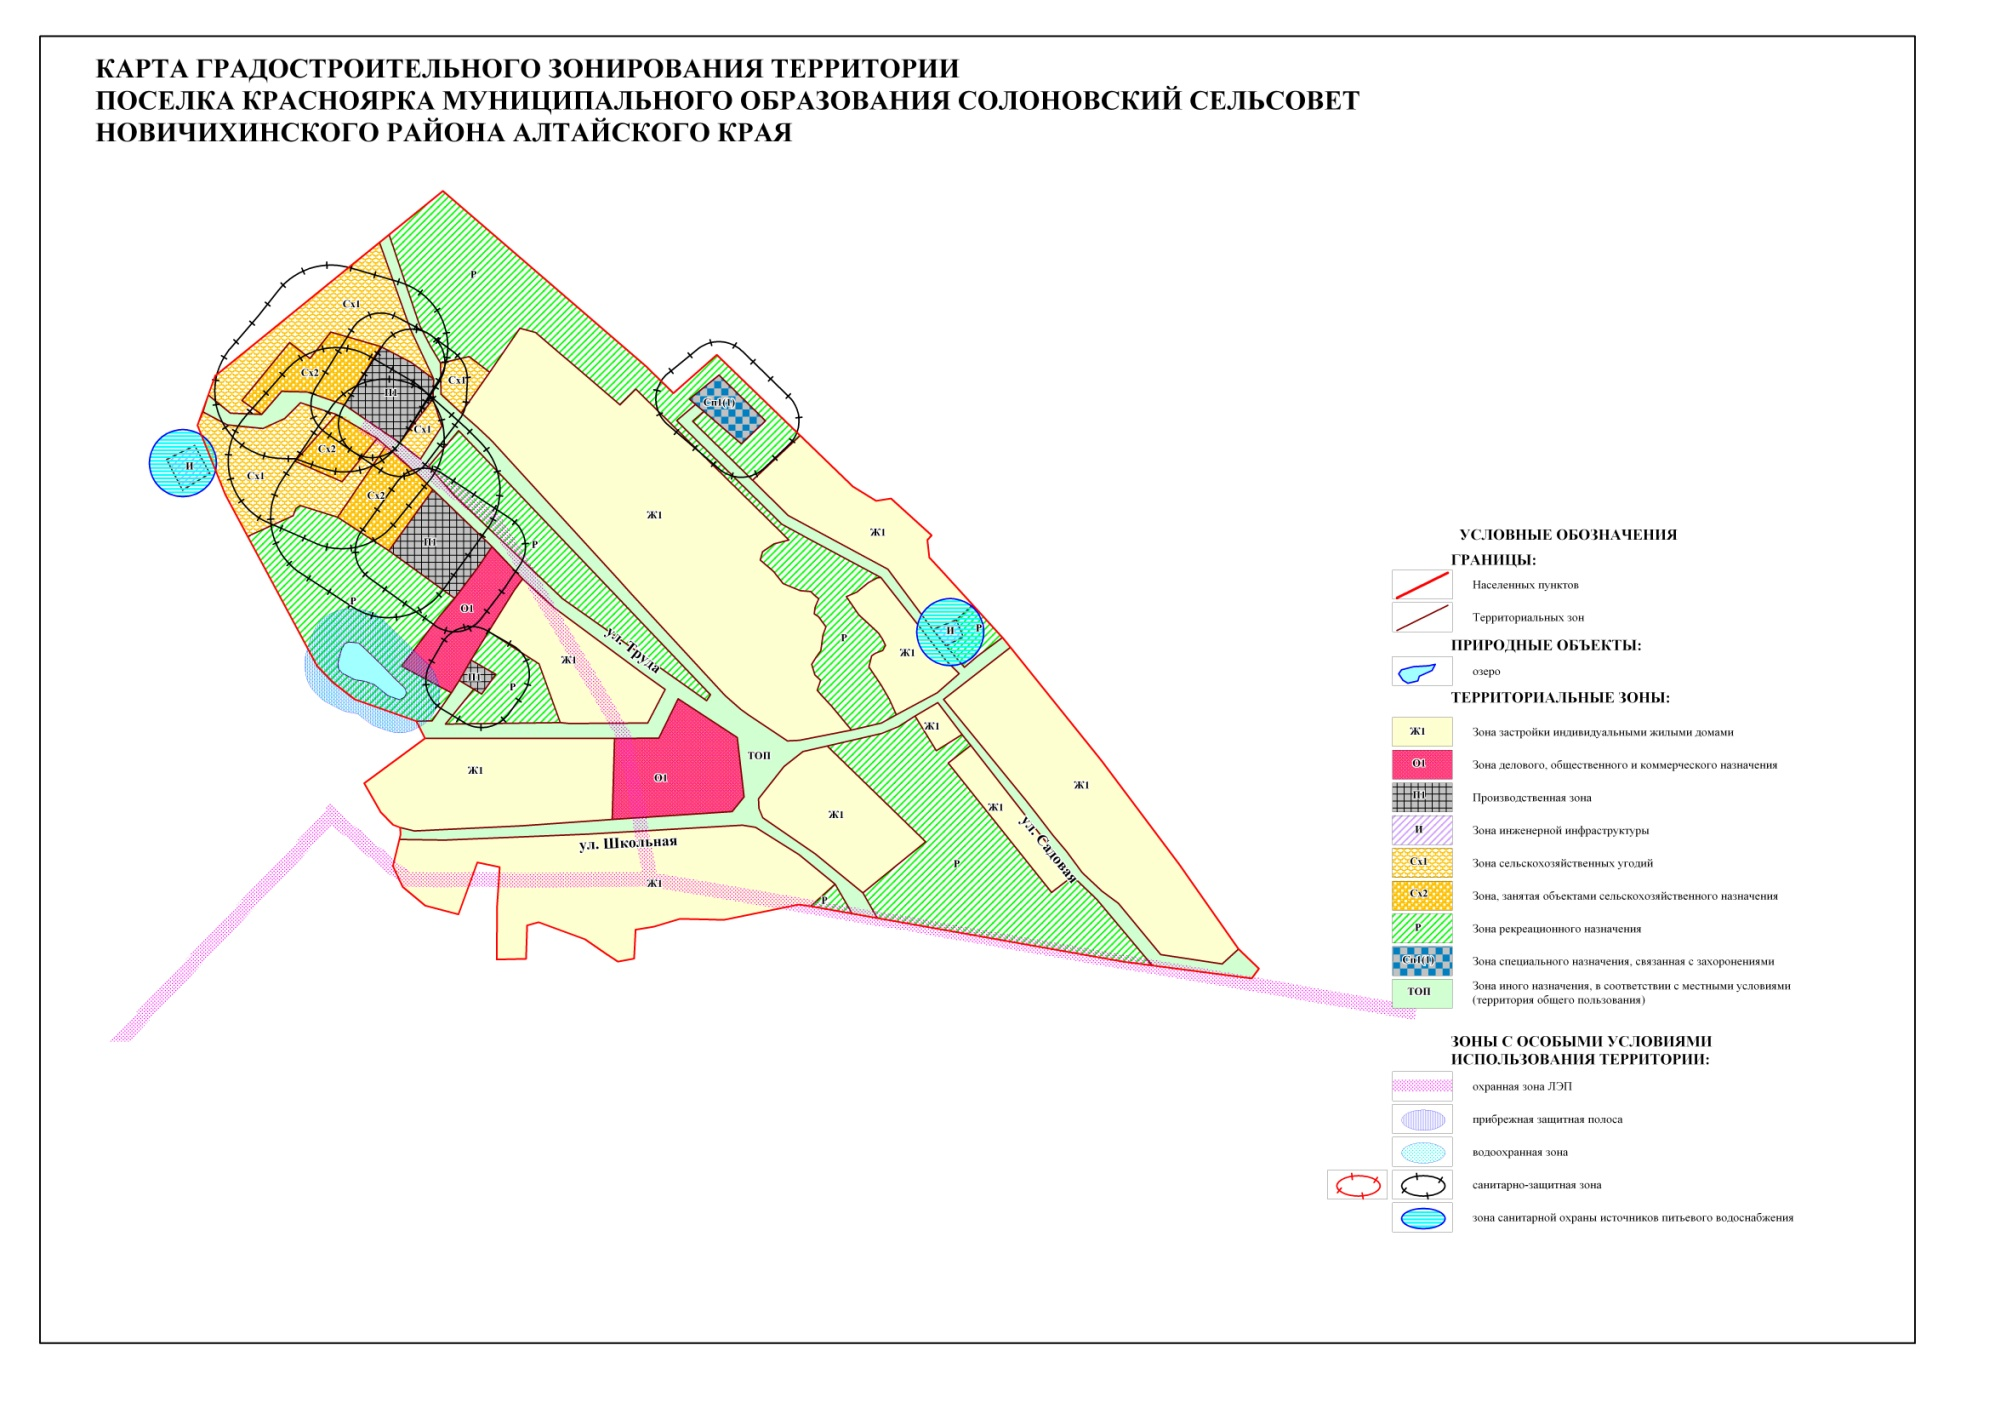 КАРТА ГРАДОСТРОИТЕЛЬНОГО ЗОНИРОВАНИЯ ТЕРРИТОРИИ
ПОСЕЛКА КРАСНОЯРКА МУНИЦИПАЛЬНОГО ОБРАЗОВАНИЯ СОЛОНОВСКИЙ СЕЛЬСОВЕТ
НОВИЧИХИНСКОГО РАЙОНА АЛТАЙСКОГО КРАЯ
Р
Сх1
Сх2
Сх1
П1
Сп1(1)
Сх1
Сх2
И
Сх1
Сх2
Ж1
Ж1
П1
Р
Р
О1
И
Р
ул. Труда
Р
Ж1
Ж1
П1
Р
Ж1
ТОП
Ж1
О1
Ж1
Ж1
Ж1
ул. Садовая
ул. Школьная
Р
Ж1
Р
УСЛОВНЫЕ ОБОЗНАЧЕНИЯ
ГРАНИЦЫ:
Населенных пунктов
Территориальных зон
ПРИРОДНЫЕ ОБЪЕКТЫ:
озеро
ТЕРРИТОРИАЛЬНЫЕ ЗОНЫ:
Ж1 Зона застройки индивидуальными жилыми домами
О1 Зона делового, общественного и коммерческого назначения
П1 Производственная зона
И Зона инженерной инфраструктуры
Сх1 Зона сельскохозяйственных угодий
Сх2 Зона, занятая объектами сельскохозяйственного назначения
Р Зона рекреационного назначения
Сп1(1) Зона специального назначения, связанная с захоронениями
ТОП Зона иного назначения, в соответствии с местными условиями
(территория общего пользования)
ЗОНЫ С ОСОБЫМИ УСЛОВИЯМИ
ИСПОЛЬЗОВАНИЯ ТЕРРИТОРИИ:
охранная зона ЛЭП
прибрежная защитная полоса
водоохранная зона
санитарно-защитная зона
зона санитарной охраны источников питьевого водоснабжения